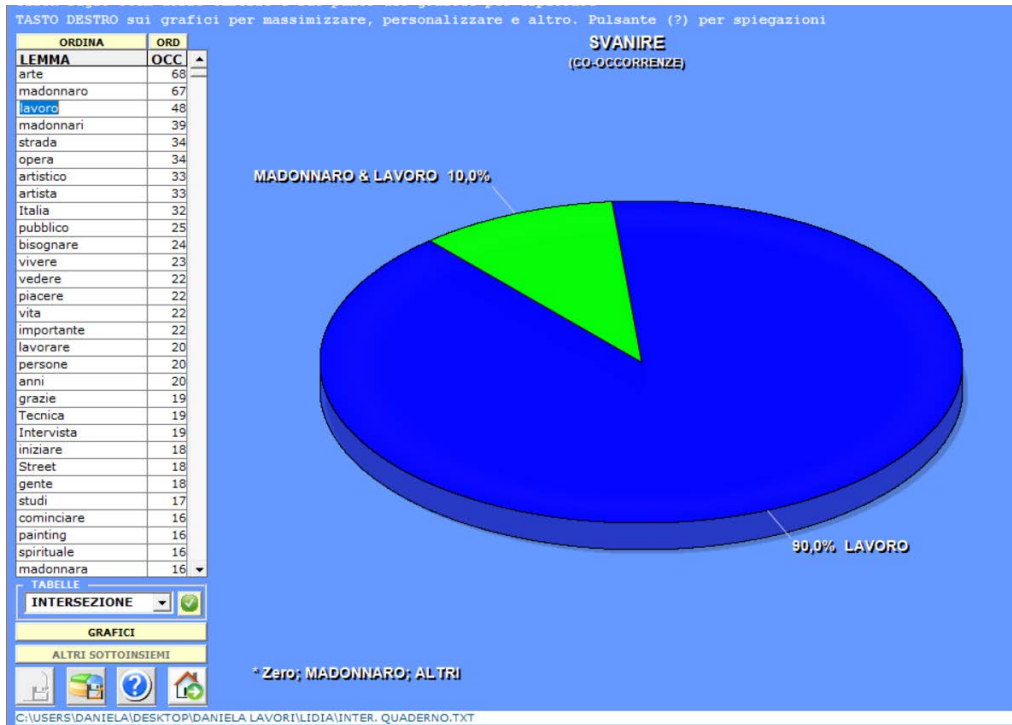 TASTO DESTRO sui grafici per massimizzare, personalizzare e altro. Pulsante (?) per spiegazioni
ORDINA ORD
LEMMA OCC
arte 68
madonnaro 67
lavoro 48
madonnari 39
strada 34
opera 34
artistico 33
artista 33
Italia 32
pubblico 25
bisognare 24
vivere 23
vedere 22
piacere 22
vita 22
importante 22
lavorare 20
persone 20
anni 20
grazie 19
Tecnica 19
Intervista 19
iniziare 18
Street 18
gente 18
studi 17
cominciare 16
painting 16
spirituale 16
madonnara 16
TABELLE
INTERSEZIONE
GRAFICI
ALTRI SOTTOINSIEMI
SVANIRE
(CO-OCCORRENZE)
MADONNARO & LAVORO 10,0%
90,0% LAVORO
* Zero; MADONNARO; ALTRI
C:\USERS\DANIELA\DESKTOP\DANIELA LAVORI\LIDIA\INTER. QUADERNO.TXT